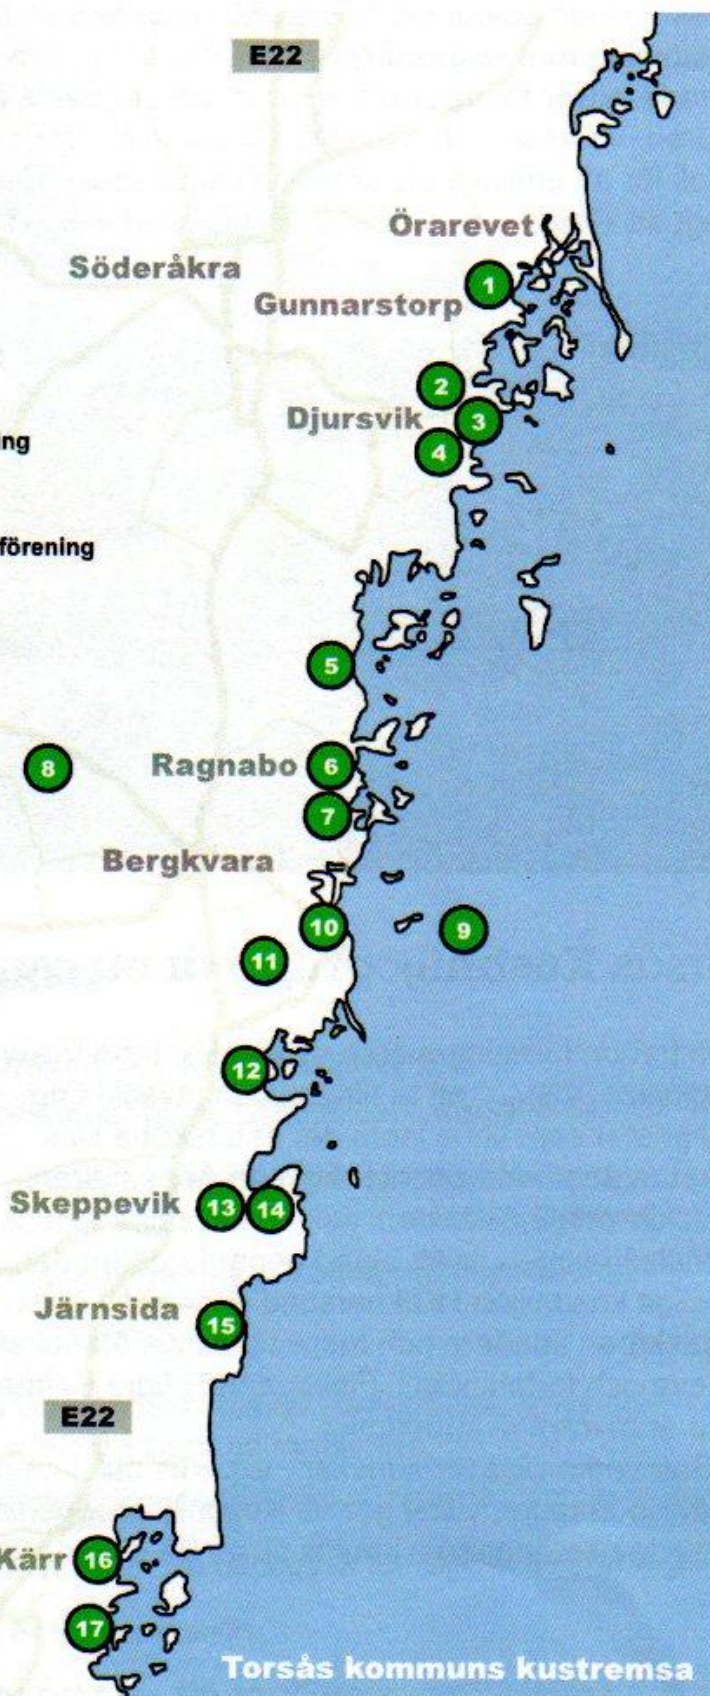 E22
Örarevet
Söderåkra
1
Gunnarstorp
2
Djursvik
3
4
ng
förening
5
8
Ragnabo
6
7
Bergkvara
10
9
11
12
Skeppevik
13
14
Järnsida
15
E22
Kärr
16
17
Torsås kommuns kustremsa